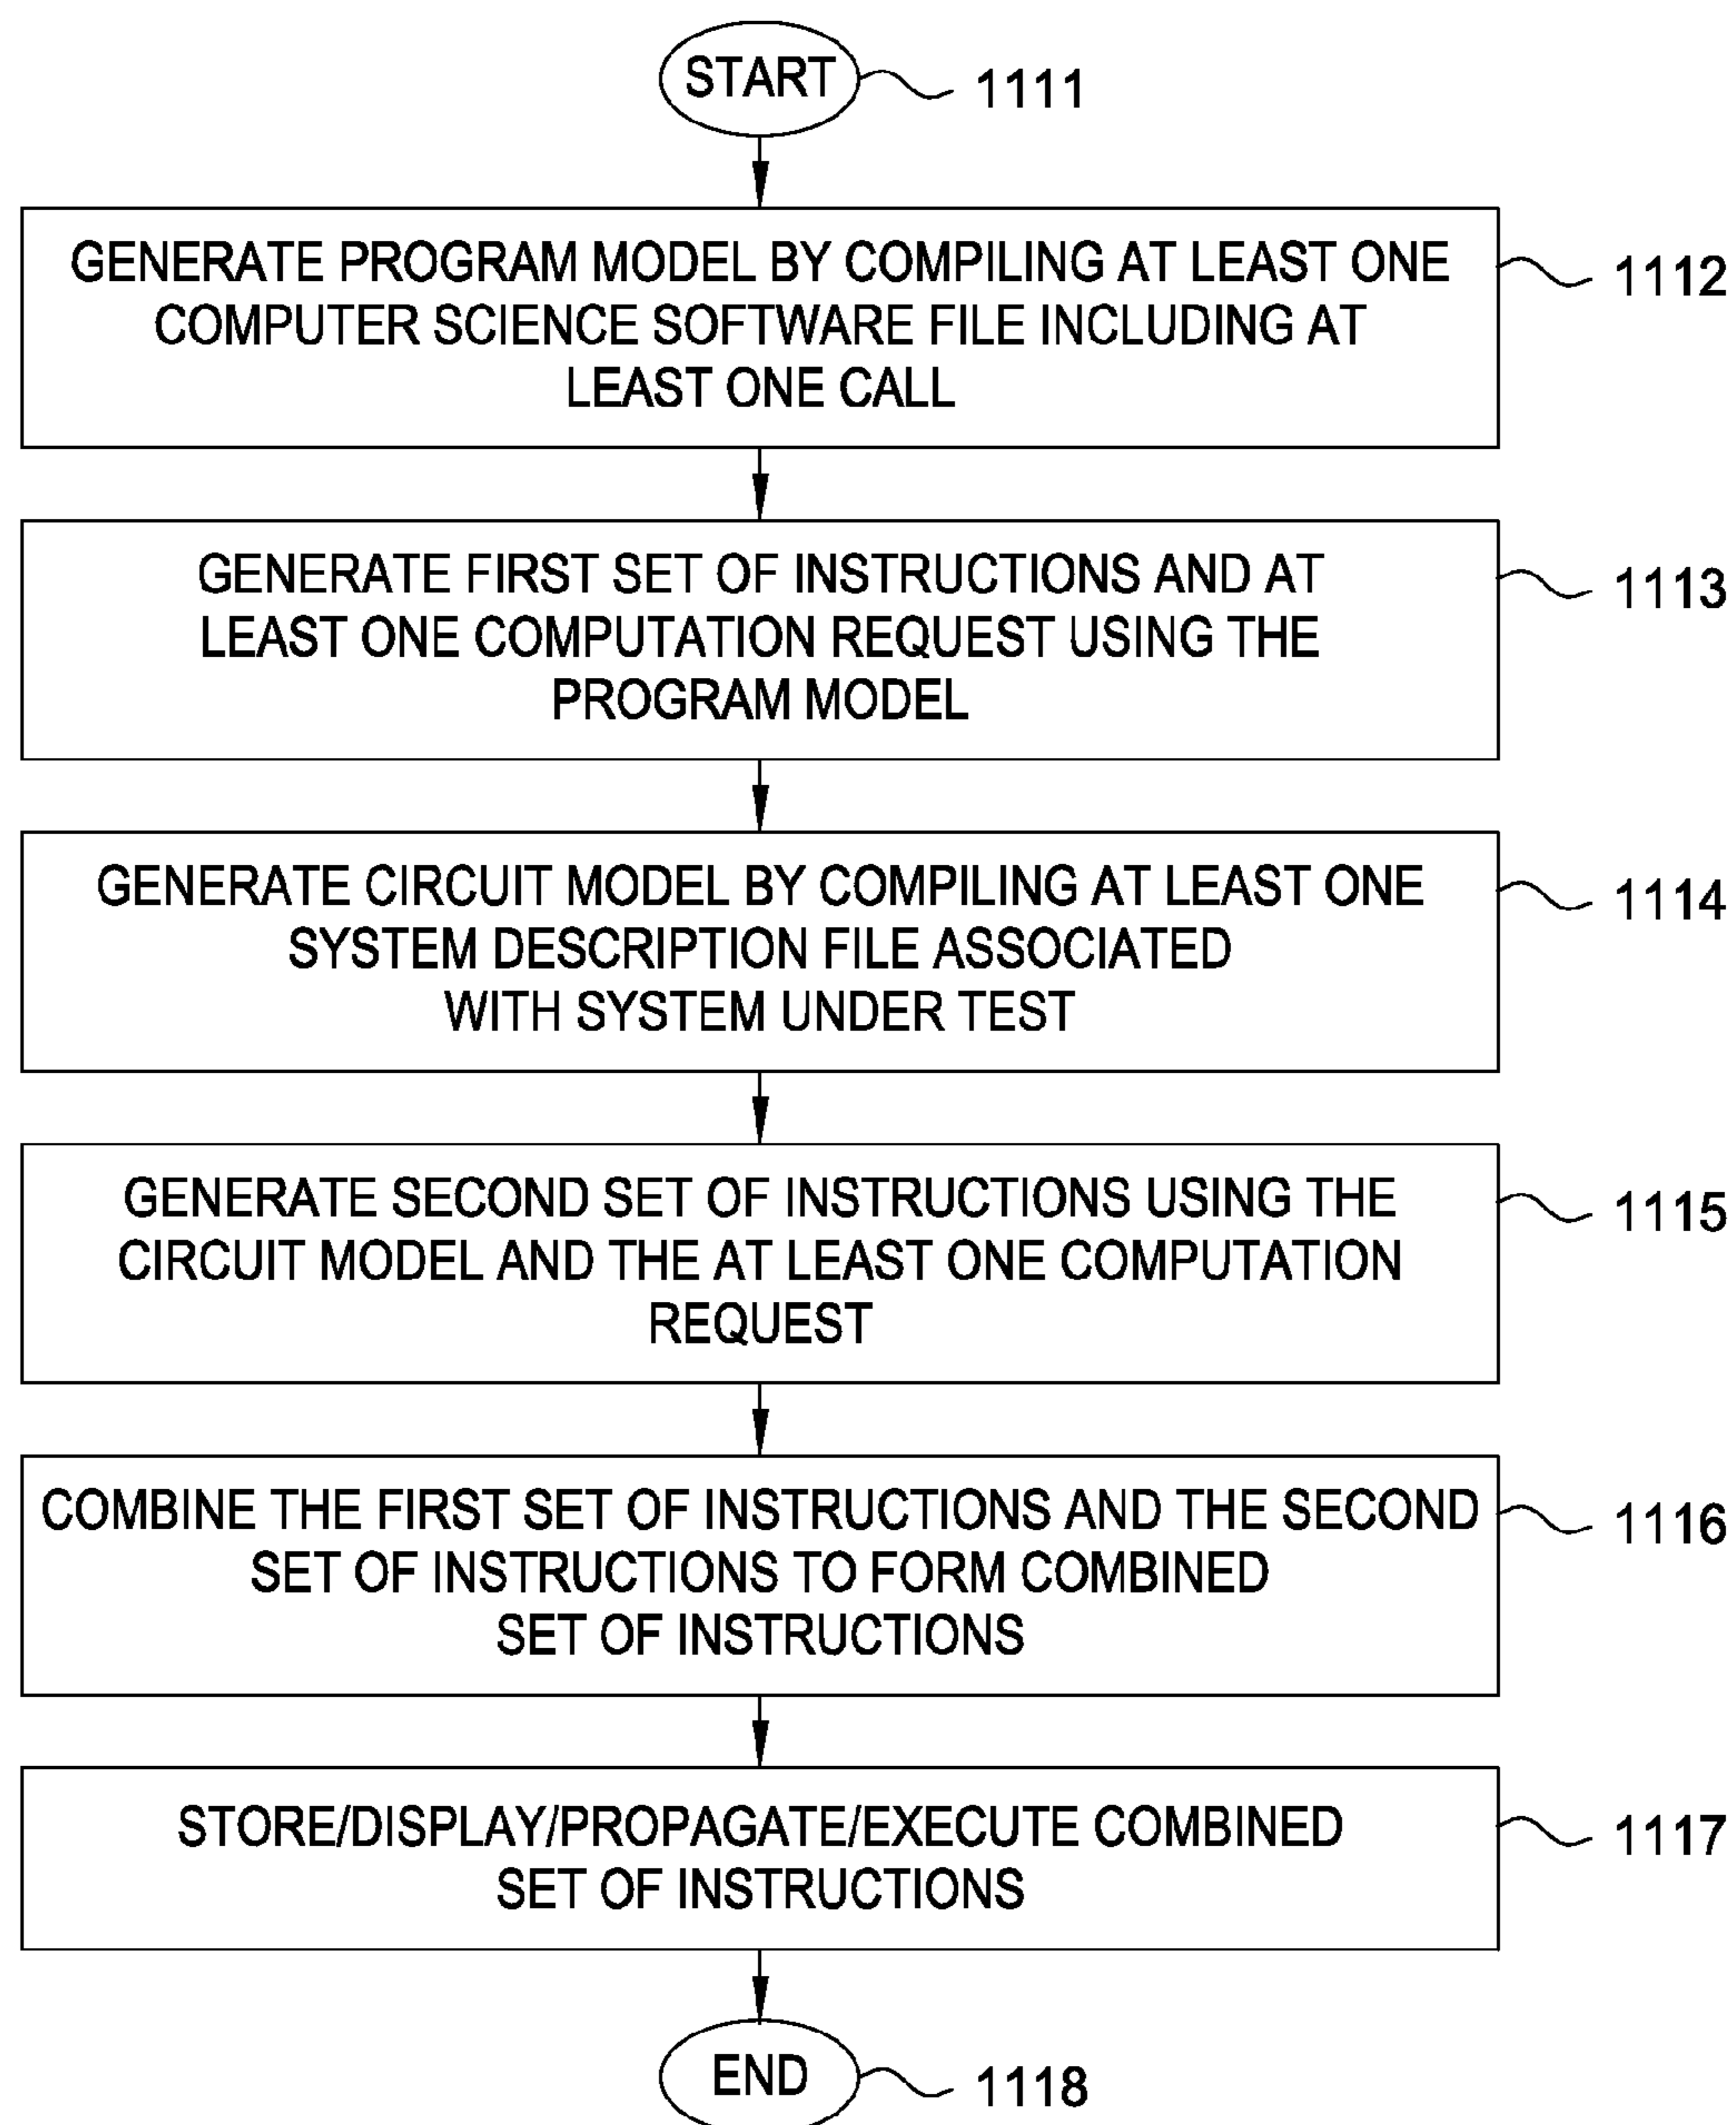 START 1111
GENERATE PROGRAM MODEL BY COMPILING AT LEAST ONE 1112
COMPUTER SCIENCE SOFTWARE FILE INCLUDING AT
LEAST ONE CALL
GENERATE FIRST SET OF INSTRUCTIONS AND AT 1113
LEAST ONE COMPUTATION REQUEST USING THE
PROGRAM MODEL
GENERATE CIRCUIT MODEL BY COMPILING AT LEAST ONE 1114
SYSTEM DESCRIPTION FILE ASSOCIATED
WITH SYSTEM UNDER TEST
GENERATE SECOND SET OF INSTRUCTIONS USING THE 1115
CIRCUIT MODEL AND THE AT LEAST ONE COMPUTATION
REQUEST
COMBINE THE FIRST SET OF INSTRUCTIONS AND THE SECOND 1116
SET OF INSTRUCTIONS TO FORM COMBINED
SET OF INSTRUCTIONS
STORE/DISPLAY/PROPAGATE/EXECUTE COMBINED 1117
SET OF INSTRUCTIONS
END 1118